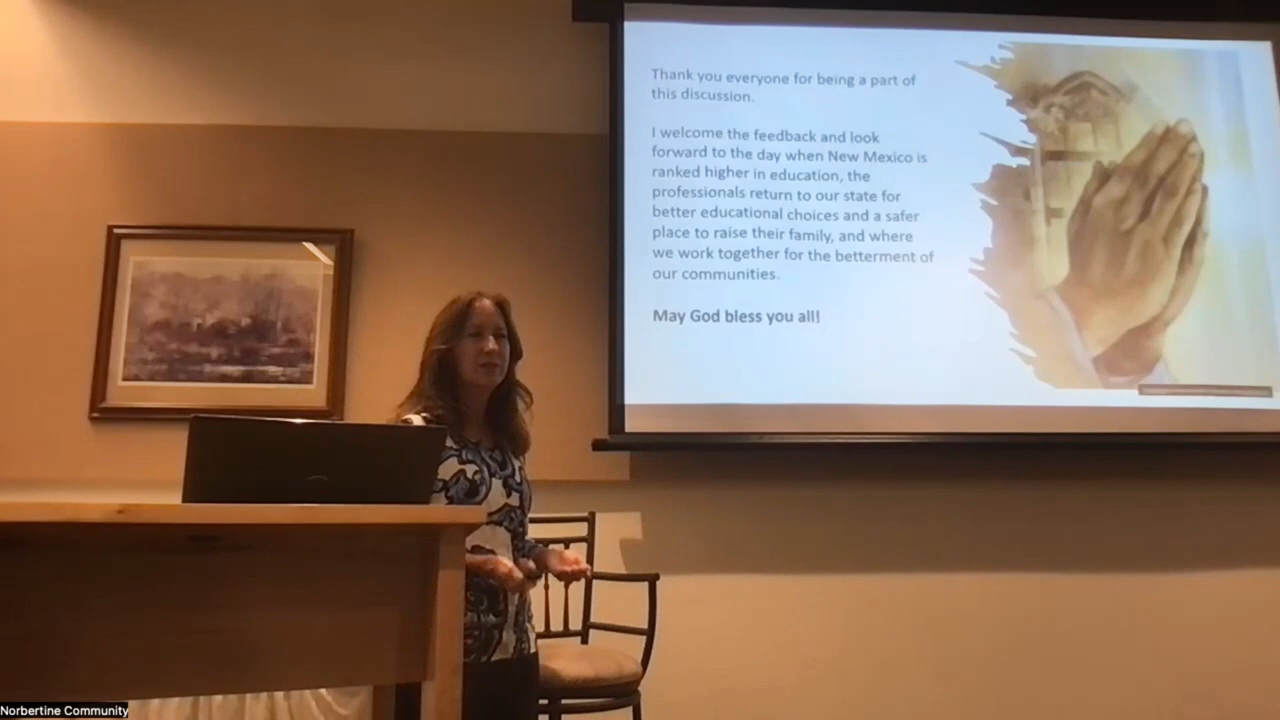 Thank you everyone for being a part of
this discussion.
I welcome the feedback and look
forward to the day when New Mexico is
ranked higher in education, the
professionals return to our state for
better educational choices and a safer
place to raise their family, and where
we work together for the betterment of
our communities.
May God bless you all!
Norbertine Community